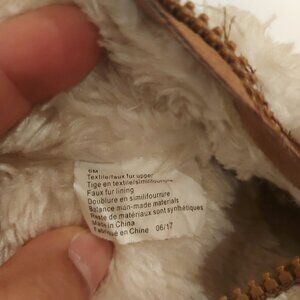 6M
Textile/faux fur upper
Tige en textile/similifourrure
Faux fur lining
Doublure en similifourrure
Balance man-made materials
Reste de matériaux sont synthétiques
Made in China
Fabriqué en Chine 06/17